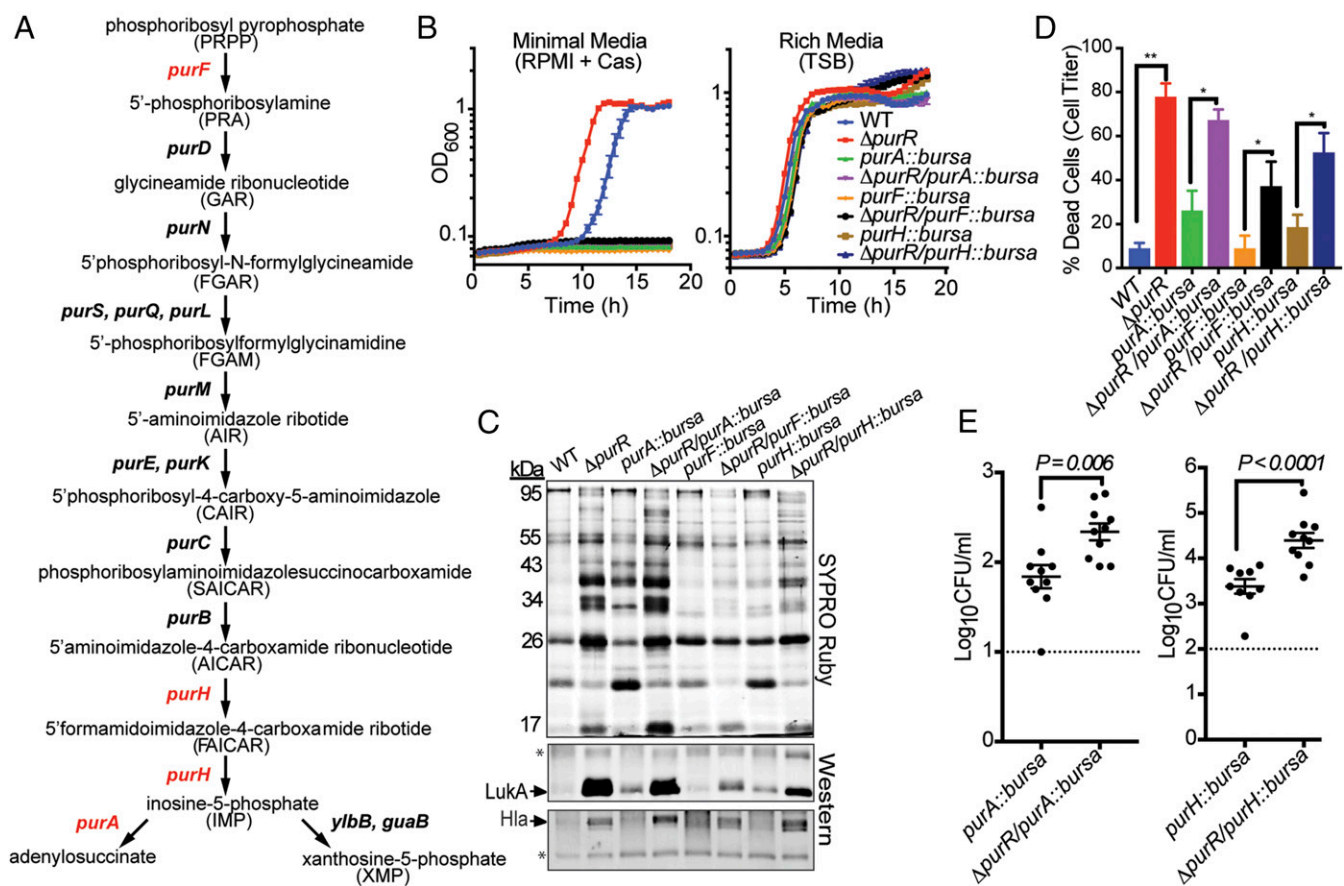 A
phosphoribosyl pyrophosphate
(PRPP)
purF
5'-phosphoribosylamine
(PRA)
purD
glycineamide ribonucleotide
(GAR)
purN
5'phosphoribosyl-N-formylglycineamide
(FGAR)
purS, purQ, purL
5'-phosphoribosylformylglycinamidine
(FGAM)
purM
5'-aminoimidazole ribotide
(AIR)
purE, purK
5'phosphoribosyl-4-carboxy-5-aminoimidazole
(CAIR)
purC
phosphoribosylaminoimidazolesuccinocarboxamide
(SAICAR)
purB
5'aminoimidazole-4-carboxamide ribonucleotide
(AICAR)
purH
5'formamidoimidazole-4-carboxamide ribotide
(FAICAR)
purH
inosine-5-phosphate
(IMP)
purA
ylbB, guaB
adenylosuccinate
xanthosine-5-phosphate
(XMP)
B
Minimal Media
(RPMI + Cas)
Rich Media
(TSB)
OD600
1
0.1
0 5 10 15 20
Time (h)
1
0.1
0 5 10 15 20
Time (h)
WT
ΔpurR
purA::bursa
ΔpurR/purA::bursa
purF::bursa
ΔpurR/purF::bursa
purH::bursa
ΔpurR/purH::bursa
C
kDa
WT
ΔpurR
purA::bursa
ΔpurR/purA::bursa
purF::bursa
ΔpurR/purF::bursa
purH::bursa
ΔpurR/purH::bursa
95
55
43
34
26
17
SYPRO Ruby
*
LukA
Hla
*
Western
D
% Dead Cells (Cell Titer)
100
80
60
40
20
0
**
*
*
*
WT
ΔpurR
purA::bursa
ΔpurR/purA::bursa
purF::bursa
ΔpurR/purF::bursa
purH::bursa
ΔpurR/purH::bursa
E
P=0.006
Log10CFU/ml
3
2
1
0
purA::bursa
ΔpurR/purA::bursa
P<0.0001
Log10CFU/ml
6
5
4
3
2
1
0
purH::bursa
ΔpurR/purH::bursa